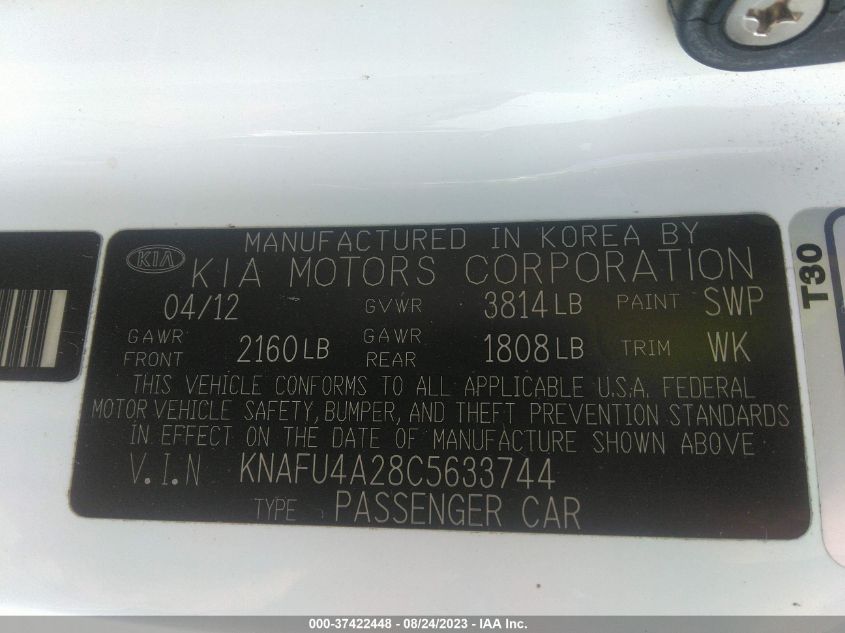 MANUFACTURED IN KOREA BY
KIA KIA MOTORS CORPORATION
04/12 GVWR 3814 LB PAINT SWP
GAWR FRONT 2160 LB GAWR REAR 1808 LB TRIM WK
THIS VEHICLE CONFORMS TO ALL APPLICABLE U.S.A. FEDERAL
MOTOR VEHICLE SAFETY, BUMPER, AND THEFT PREVENTION STANDARDS
IN EFFECT ON THE DATE OF MANUFACTURE SHOWN ABOVE
V.I.N KNAFU4A28C5633744
TYPE PASSENGER CAR
T30
000-37422448 - 08/24/2023 - IAA Inc.